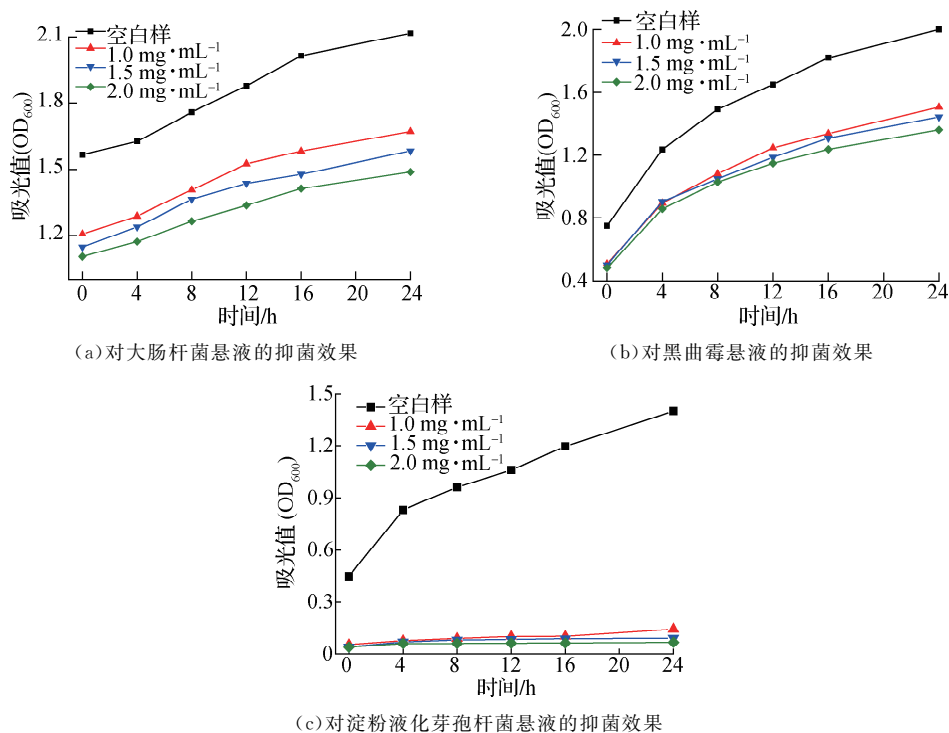 2.1
1.8
1.5
1.2
吸光值(OD₆₀₀)
空白样
1.0 mg·mL⁻¹
1.5 mg·mL⁻¹
2.0 mg·mL⁻¹
0 4 8 12 16 20 24
时间/h
(a)对大肠杆菌悬液的抑菌效果
2.0
1.6
1.2
0.8
0.4
吸光值(OD₆₀₀)
空白样
1.0 mg·mL⁻¹
1.5 mg·mL⁻¹
2.0 mg·mL⁻¹
0 4 8 12 16 20 24
时间/h
(b)对黑曲霉悬液的抑菌效果
1.5
1.2
0.9
0.6
0.3
0
吸光值 (OD₆₀₀)
空白样
1.0 mg·mL⁻¹
1.5 mg·mL⁻¹
2.0 mg·mL⁻¹
0 4 8 12 16 20 24
时间/h
(c)对淀粉液化芽孢杆菌悬液的抑菌效果